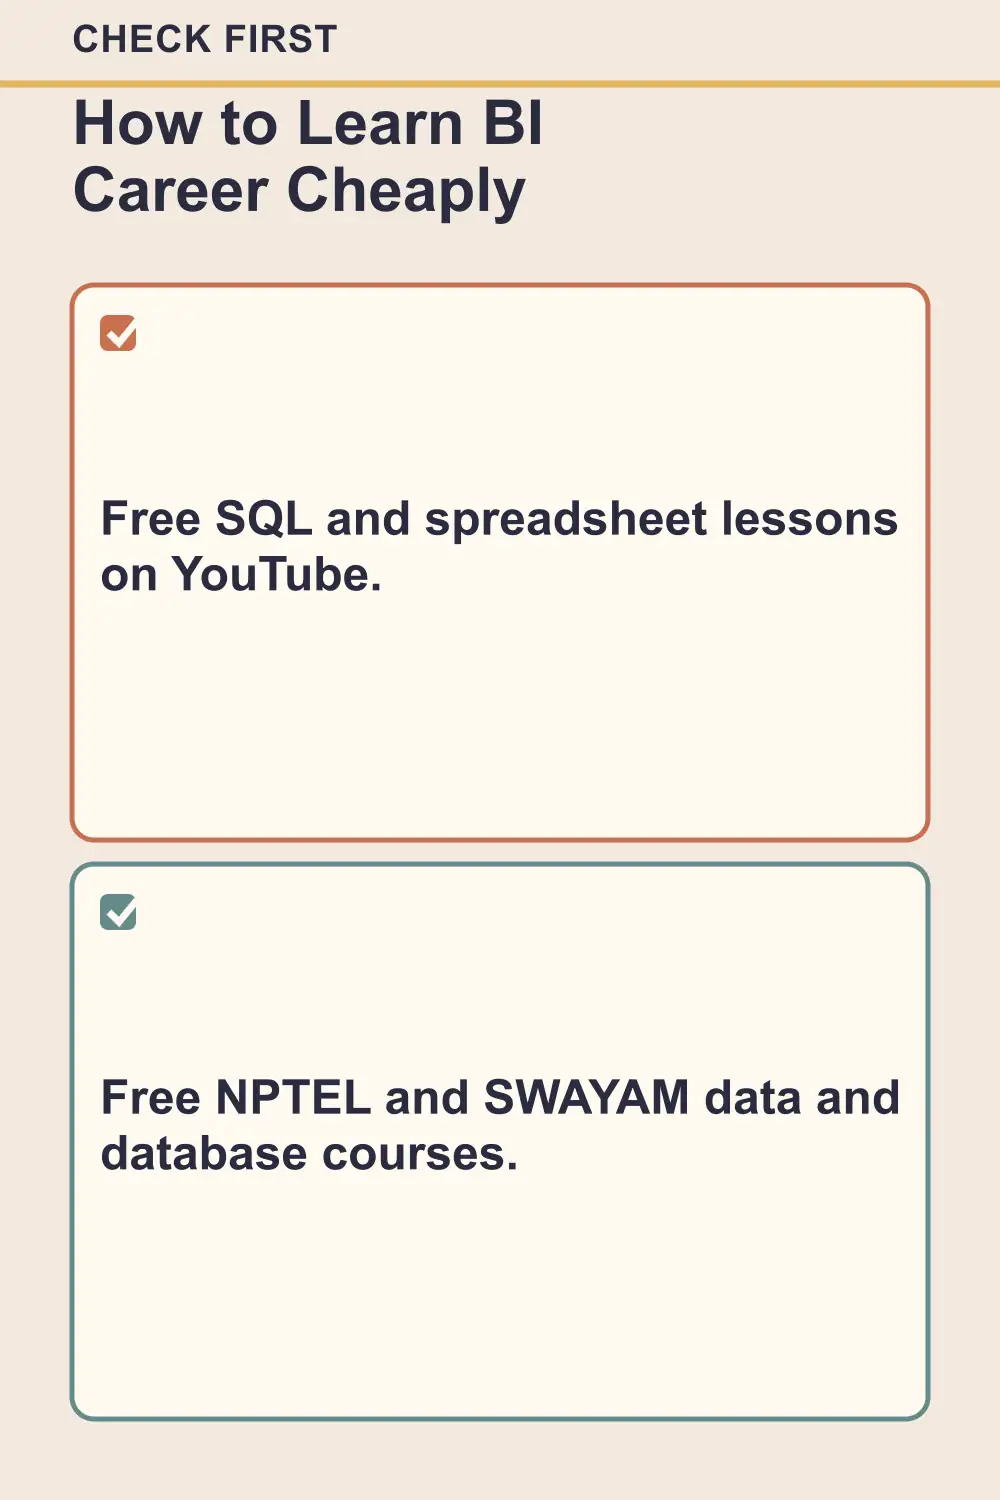 CHECK FIRST
How to Learn BI
Career Cheaply
Free SQL and spreadsheet lessons
on YouTube.
Free NPTEL and SWAYAM data and
database courses.